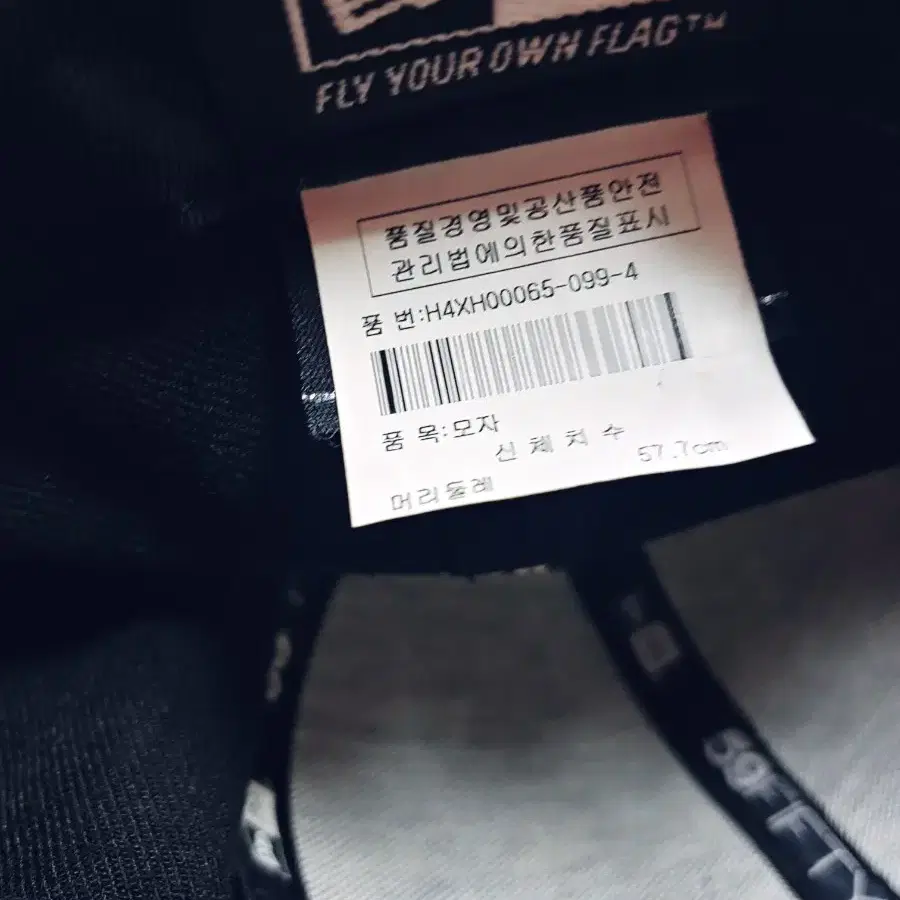 FLY YOUR OWN FLAG™
품질경영및공산품안전
관리법에의한품질표시
품 번:H4XH00065-099-4
품 목:모자
신 체 치 수
머리둘레 57.7cm
59FIFTY